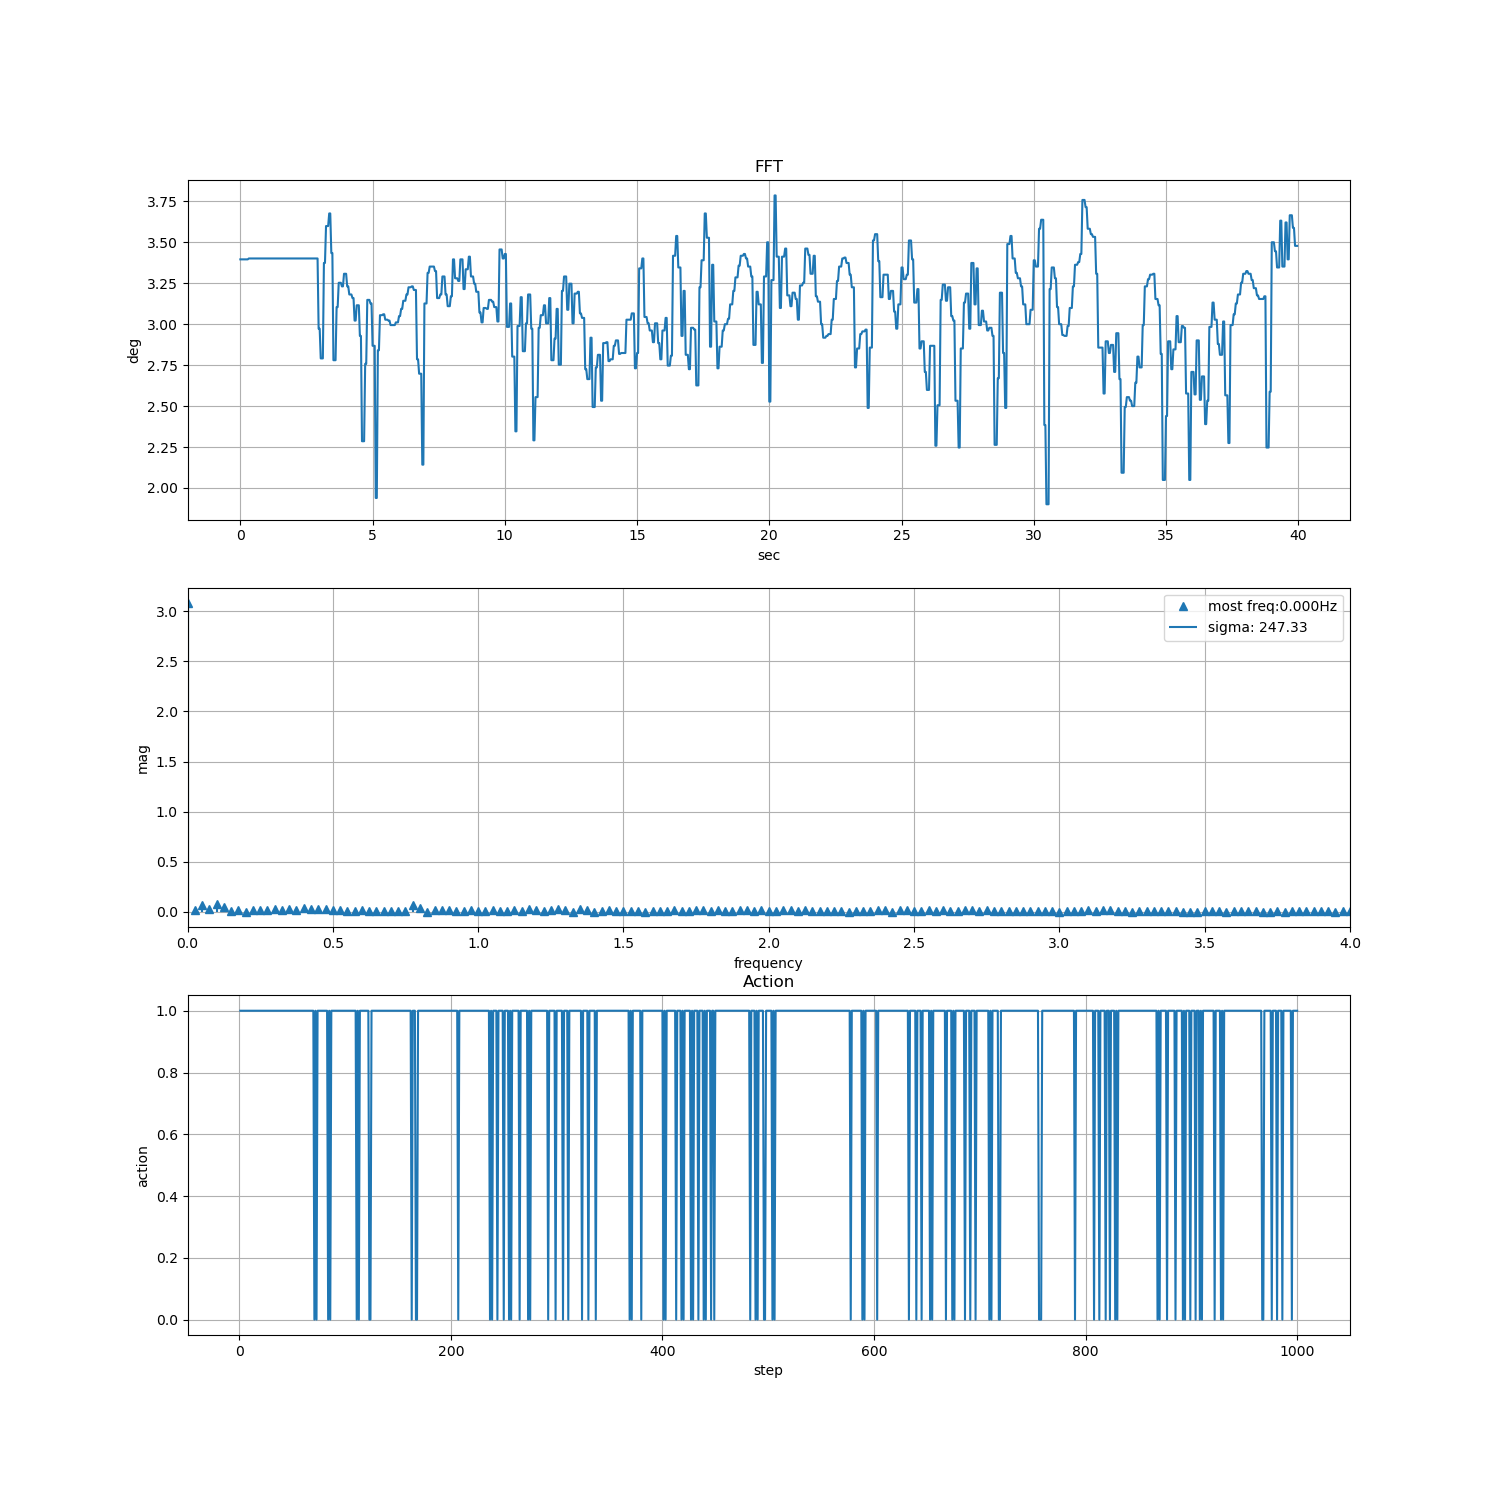 FFT
3.75
3.50
3.25
3.00
2.75
2.50
2.25
2.00
deg
0 5 10 15 20 25 30 35 40
sec
3.0
2.5
2.0
1.5
1.0
0.5
0.0
mag
most freq:0.000Hz
sigma: 247.33
0.0 0.5 1.0 1.5 2.0 2.5 3.0 3.5 4.0
frequency
Action
1.0
0.8
0.6
0.4
0.2
0.0
action
0 200 400 600 800 1000
step